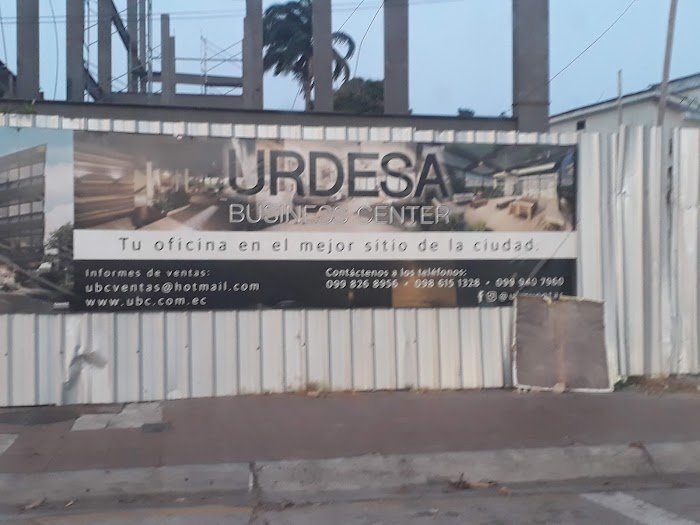 URDESA
BUSINESS CENTER
Tu oficina en el mejor sitio de la ciudad.
Informes de ventas:
ubcventas@hotmail.com
www.ubc.com.ec
Contáctenos a los teléfonos:
099 826 8956 • 098 615 1328 • 099 949 7960